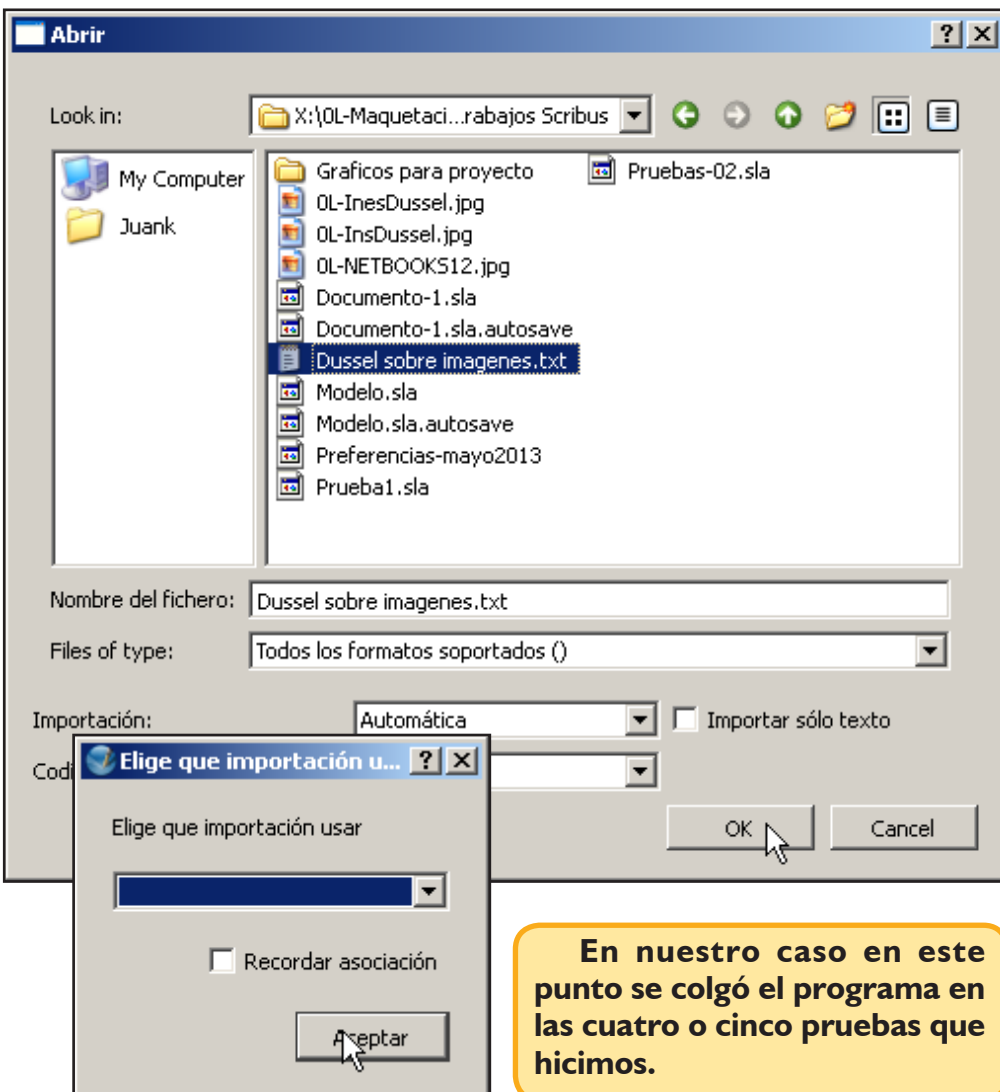 Abrir
Look in:
X:\0L-Maquetaci...rabajos Scribus
My Computer
Juank
Graficos para proyecto
0L-InesDussel.jpg
0L-InsDussel.jpg
0L-NETBOOKS12.jpg
Documento-1.sla
Documento-1.sla.autosave
Dussel sobre imagenes.txt
Modelo.sla
Modelo.sla.autosave
Preferencias-mayo2013
Prueba1.sla
Pruebas-02.sla
Nombre del fichero: Dussel sobre imagenes.txt
Files of type: Todos los formatos soportados ()
Importación: Automática Importar sólo texto
Codi
OK Cancel
Elige que importación u...
Elige que importación usar
Recordar asociación
Aceptar
En nuestro caso en este
punto se colgó el programa en
las cuatro o cinco pruebas que
hicimos.